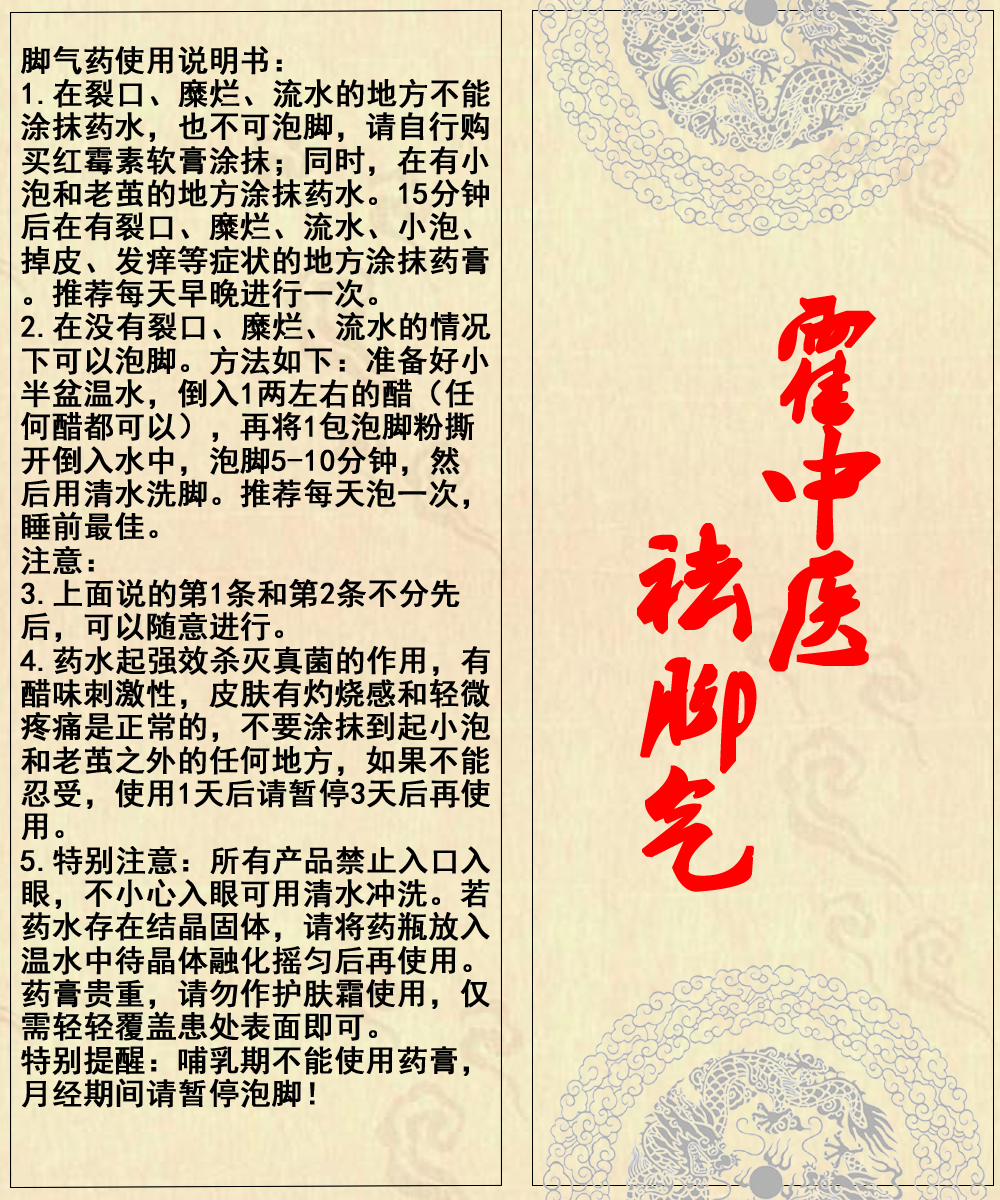 脚气药使用说明书：
1.在裂口、糜烂、流水的地方不能
涂抹药水，也不可泡脚，请自行购
买红霉素软膏涂抹；同时，在有小
泡和老茧的地方涂抹药水。15分钟
后在有裂口、糜烂、流水、小泡、
掉皮、发痒等症状的地方涂抹药膏
。推荐每天早晚进行一次。
2.在没有裂口、糜烂、流水的情况
下可以泡脚。方法如下：准备好小
半盆温水，倒入1两左右的醋（任
何醋都可以），再将1包泡脚粉撕
开倒入水中，泡脚5-10分钟，然
后用清水洗脚。推荐每天泡一次，
睡前最佳。
注意：
3.上面说的第1条和第2条不分先
后，可以随意进行。
4.药水起强效杀灭真菌的作用，有
醋味刺激性，皮肤有灼烧感和轻微
疼痛是正常的，不要涂抹到起小泡
和老茧之外的任何地方，如果不能
忍受，使用1天后请暂停3天后再使
用。
5.特别注意：所有产品禁止入口入
眼，不小心入眼可用清水冲洗。若
药水存在结晶固体，请将药瓶放入
温水中待晶体融化摇匀后再使用。
药膏贵重，请勿作护肤霜使用，仅
需轻轻覆盖患处表面即可。
特别提醒：哺乳期不能使用药膏，
月经期间请暂停泡脚！
霍中医
祛脚气